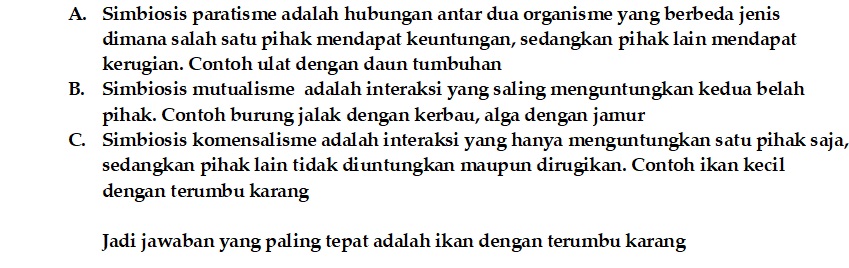 A. Simbiosis paratisme adalah hubungan antar dua organisme yang berbeda jenis
dimana salah satu pihak mendapat keuntungan, sedangkan pihak lain mendapat
kerugian. Contoh ulat dengan daun tumbuhan
B. Simbiosis mutualisme adalah interaksi yang saling menguntungkan kedua belah
pihak. Contoh burung jalak dengan kerbau, alga dengan jamur
C. Simbiosis komensalisme adalah interaksi yang hanya menguntungkan satu pihak saja,
sedangkan pihak lain tidak diuntungkan maupun dirugikan. Contoh ikan kecil
dengan terumbu karang
Jadi jawaban yang paling tepat adalah ikan dengan terumbu karang